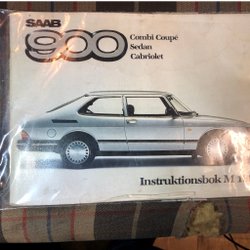 SAAB
900
Combi Coupé
Sedan
Cabriolet
Instruktionsbok M